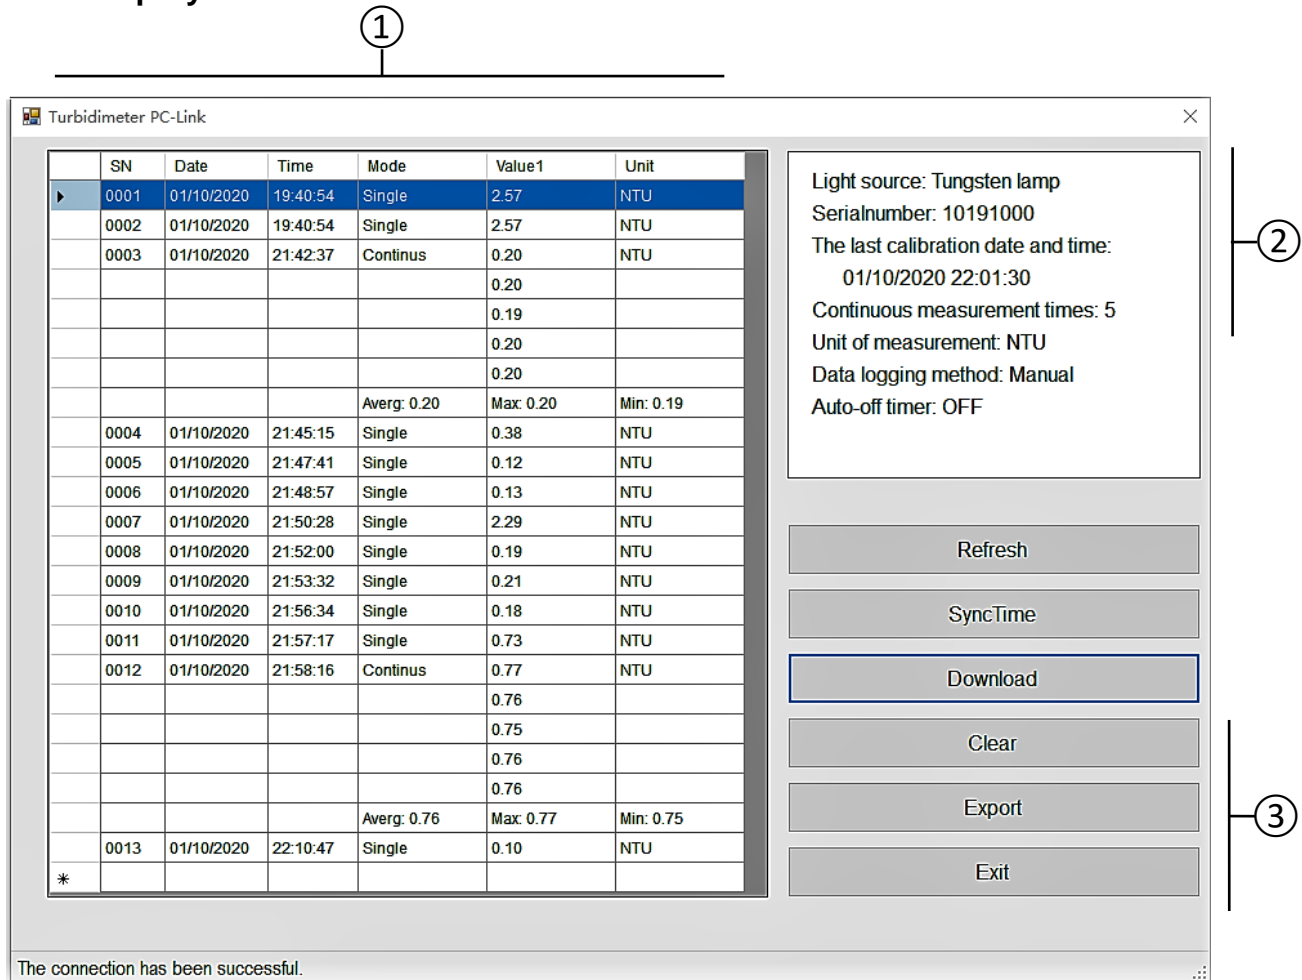 ①
Turbidimeter PC-Link
SN Date Time Mode Value1 Unit
0001 01/10/2020 19:40:54 Single 2.57 NTU
0002 01/10/2020 19:40:54 Single 2.57 NTU
0003 01/10/2020 21:42:37 Continus 0.20 NTU
0.20
0.19
0.20
0.20
Averg: 0.20 Max: 0.20 Min: 0.19
0004 01/10/2020 21:45:15 Single 0.38 NTU
0005 01/10/2020 21:47:41 Single 0.12 NTU
0006 01/10/2020 21:48:57 Single 0.13 NTU
0007 01/10/2020 21:50:28 Single 2.29 NTU
0008 01/10/2020 21:52:00 Single 0.19 NTU
0009 01/10/2020 21:53:32 Single 0.21 NTU
0010 01/10/2020 21:56:34 Single 0.18 NTU
0011 01/10/2020 21:57:17 Single 0.73 NTU
0012 01/10/2020 21:58:16 Continus 0.77 NTU
0.76
0.75
0.76
0.76
Averg: 0.76 Max: 0.77 Min: 0.75
0013 01/10/2020 22:10:47 Single 0.10 NTU
*
Light source: Tungsten lamp
Serialnumber: 10191000
The last calibration date and time:
01/10/2020 22:01:30
Continuous measurement times: 5
Unit of measurement: NTU
Data logging method: Manual
Auto-off timer: OFF
②
Refresh
SyncTime
Download
Clear
Export
Exit
③
The connection has been successful.